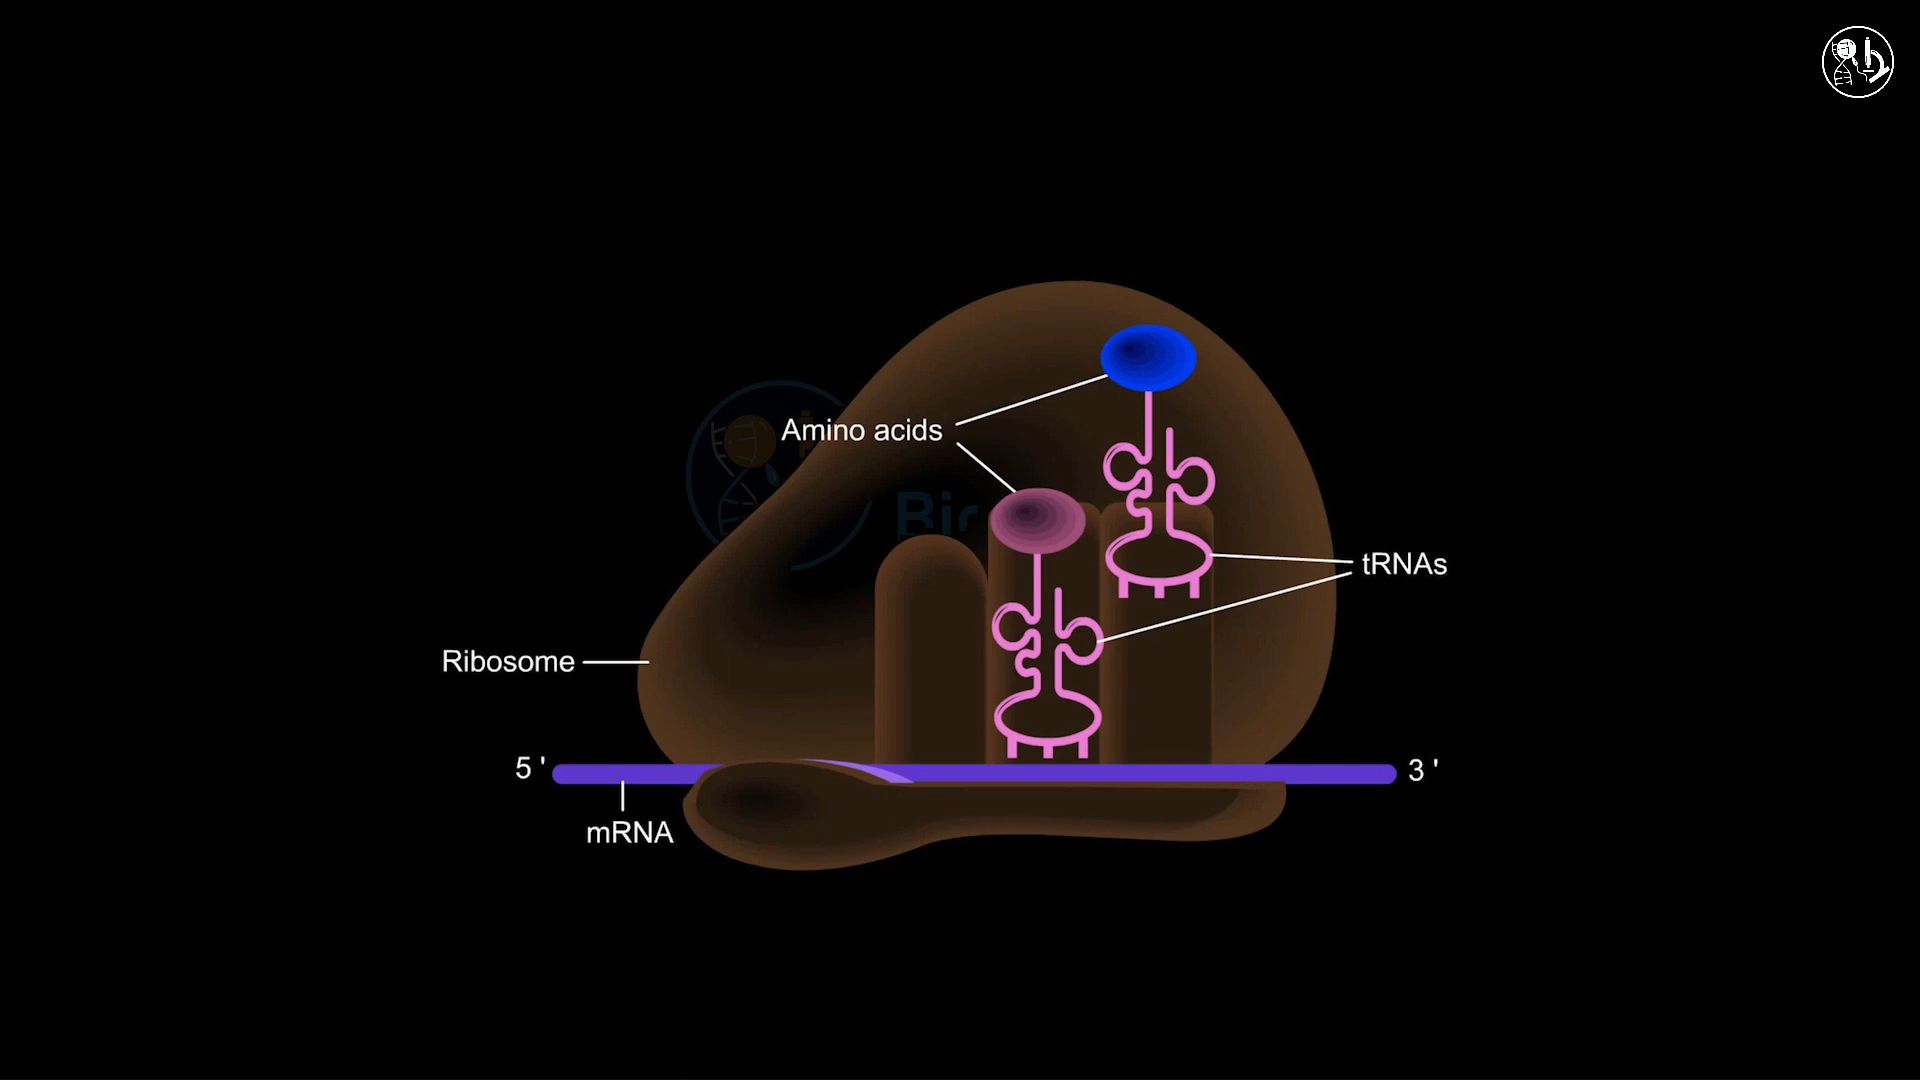 Amino acids
tRNAs
Ribosome
5 '
3 '
mRNA